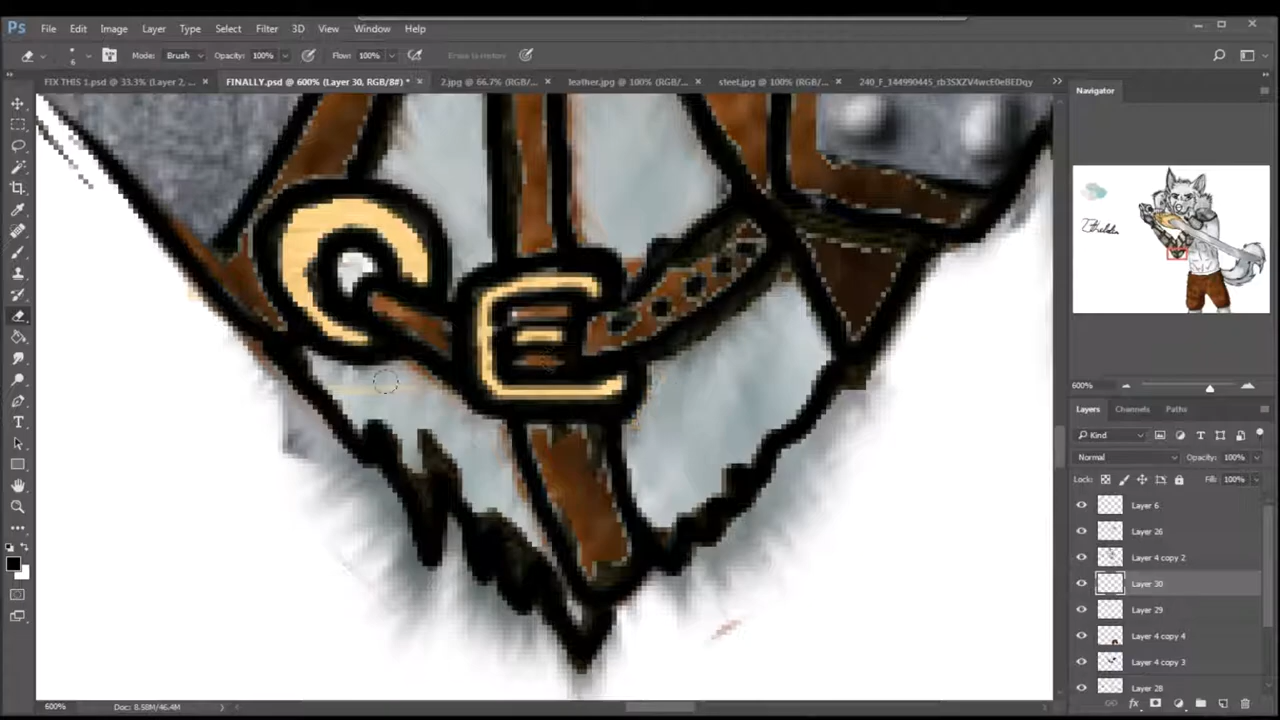 Ps File Edit Image Layer Type Select Filter 3D View Window Help
6 Mode: Brush Opacity: 100% Flow: 100% Erase to History
FIX THIS 1.psd @ 33.3% (Layer 2, ... × FINALLY.psd @ 600% (Layer 30, RGB/8#) * × 2.jpg @ 66.7% (RGB/... × leather.jpg @ 100% (RGB/... × steel.jpg @ 100% (RGB/... × 240_F_144990445_rb3SXZV4wcE0eBEDqy
Navigator
600%
Layers Channels Paths
Kind
Normal Opacity: 100%
Lock: Fill: 100%
Layer 6
Layer 26
Layer 4 copy 2
Layer 30
Layer 29
Layer 4 copy 4
Layer 4 copy 3
Layer 28
fx
600% Doc: 8.58M/46.4M